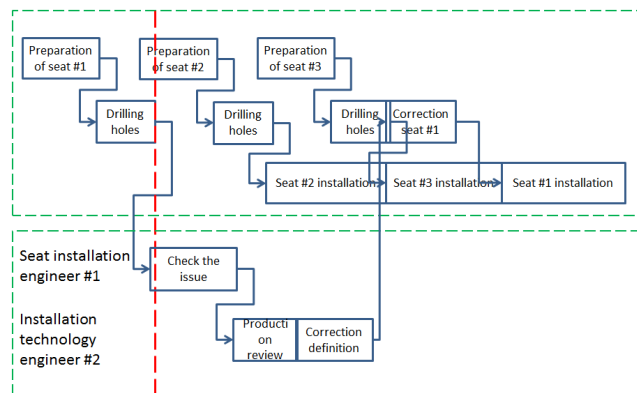 Preparation
of seat #1
Preparation
of seat #2
Preparation
of seat #3
Drilling
holes
Drilling
holes
Drilling
holes
Correction
seat #1
Seat #2 installation
Seat #3 installation
Seat #1 installation
Seat installation
engineer #1
Check the
issue
Installation
technology
engineer #2
Producti
on
review
Correction
definition